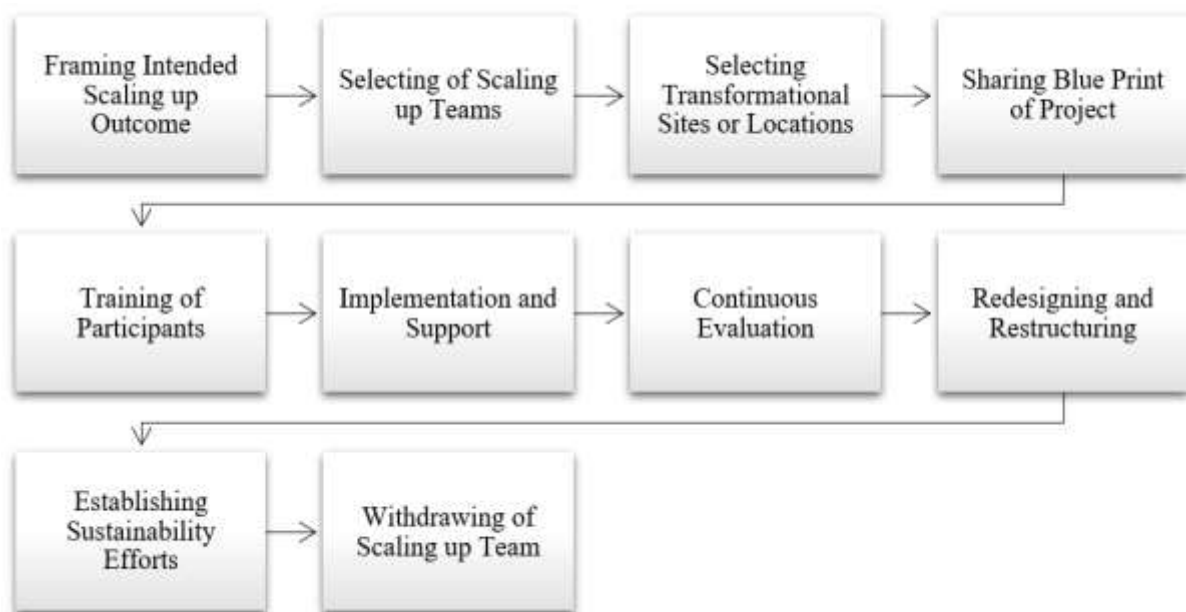 Framing Intended
Scaling up
Outcome
Selecting of Scaling
up Teams
Selecting
Transformational
Sites or Locations
Sharing Blue Print
of Project
Training of
Participants
Implementation and
Support
Continuous
Evaluation
Redesigning and
Restructuring
Establishing
Sustainability
Efforts
Withdrawing of
Scaling up Team